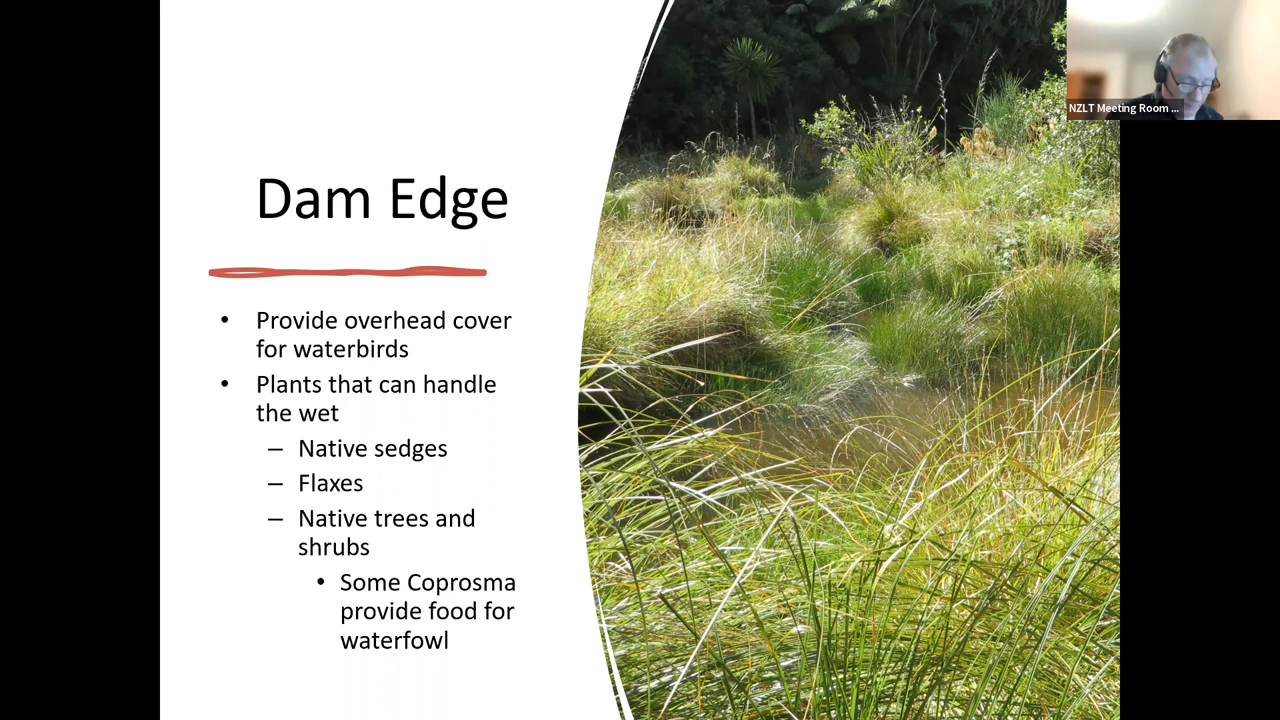 Dam Edge
• Provide overhead cover
for waterbirds
• Plants that can handle
the wet
– Native sedges
– Flaxes
– Native trees and
shrubs
• Some Coprosma
provide food for
waterfowl
NZLT Meeting Room ...